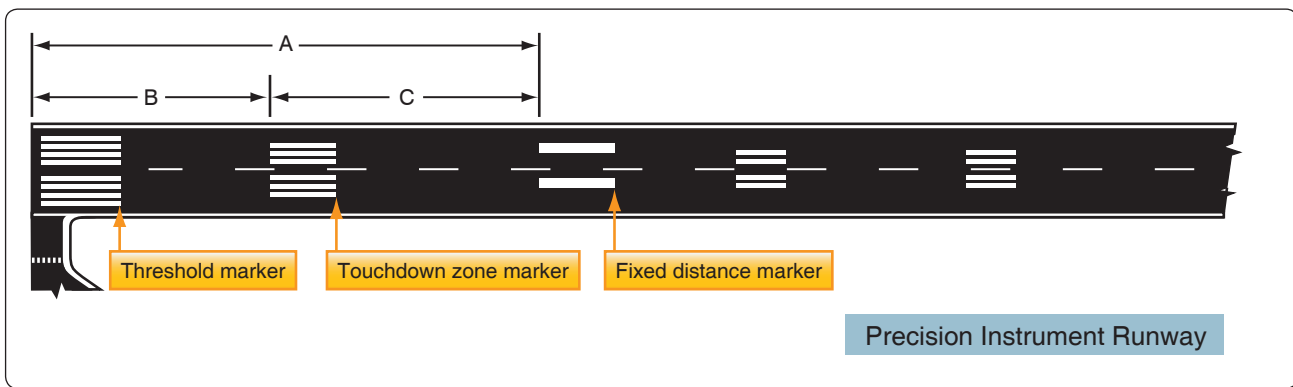 A
B
C
Threshold marker
Touchdown zone marker
Fixed distance marker
Precision Instrument Runway